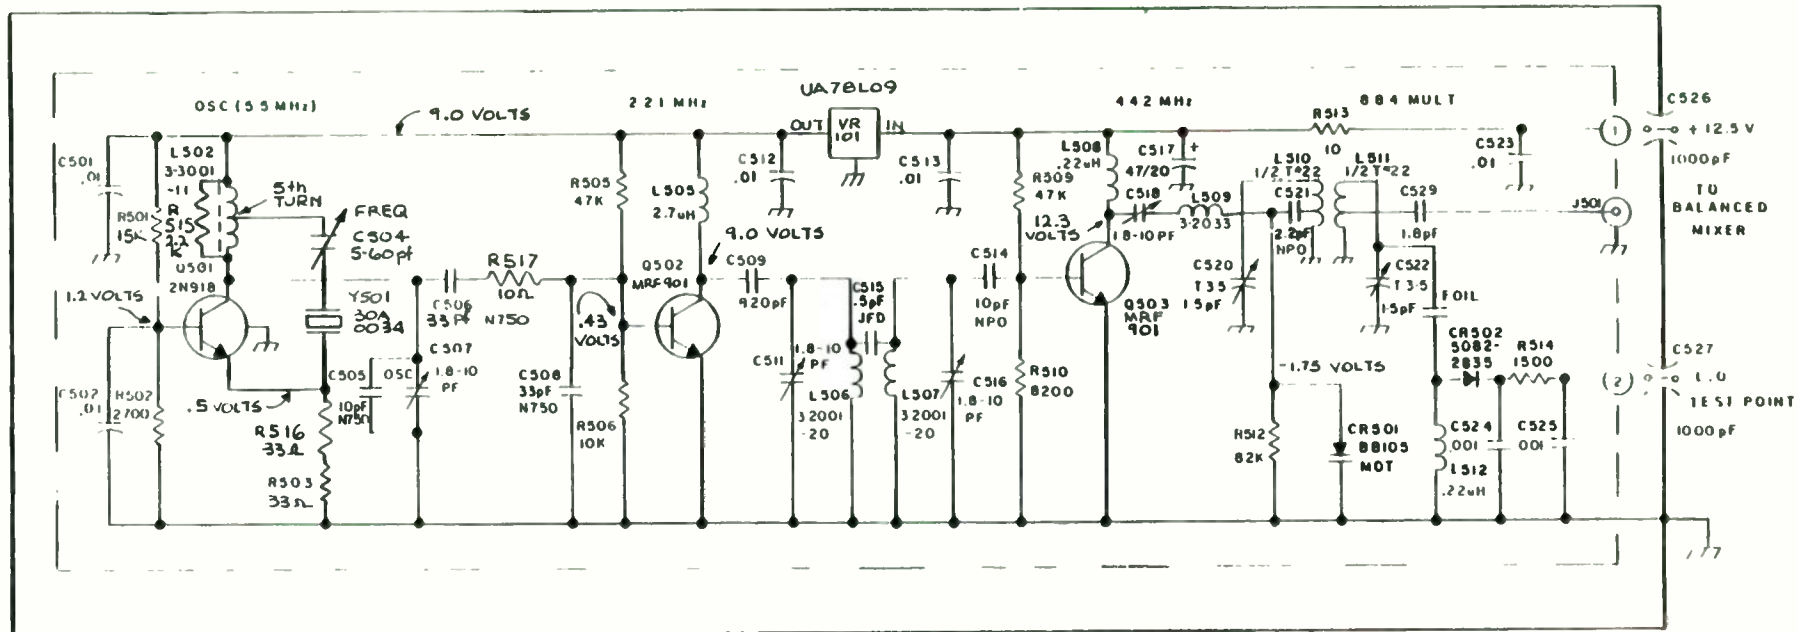 OSC (55 MHz)
9.0 VOLTS
221 MHz
UA78L09
442 MHz
884 MULT
OUT
VR
101
IN
C501
.01
L502
3-3001
-11
R
515
2.2
K
5th
TURN
R501
15K
FREQ
C504
5-60pf
Q501
2N918
1.2 VOLTS
Y501
30A
0034
C502
.01
R502
2700
.5 VOLTS
R516
33Ω
R503
33Ω
C505
10pF
N750
OSC
C507
1.8-10
PF
C506
33PF
N750
R517
10Ω
C508
33pF
N750
.43
VOLTS
R505
47K
R506
10K
L505
2.7uH
Q502
MRF901
9.0 VOLTS
C512
.01
C509
920pF
C511
1.8-10
PF
C515
.5pF
JFD
L506
32001
-20
L507
32001
-20
C516
1.8-10
PF
C513
.01
C514
10pF
NPO
R509
47K
R510
8200
L508
.22uH
12.3
VOLTS
Q503
MRF
901
C517
47/20
+
C518
1.8-10PF
L509
3-2033
C520
T35
15pF
L510
1/2 T#22
C521
2.2pF
NPO
R513
10
L511
1/2 T#22
C529
1.8pF
C522
T3-5
1-5pF
FOIL
-1.75 VOLTS
R512
82K
CR501
BB105
MOT
CR502
5082-
2835
R514
1500
L512
.22uH
C524
.001
C525
001
C523
.01
1
C526
+ 12.5V
1000pF
J501
TO
BALANCED
MIXER
2
C527
L.O
TEST POINT
1000pF